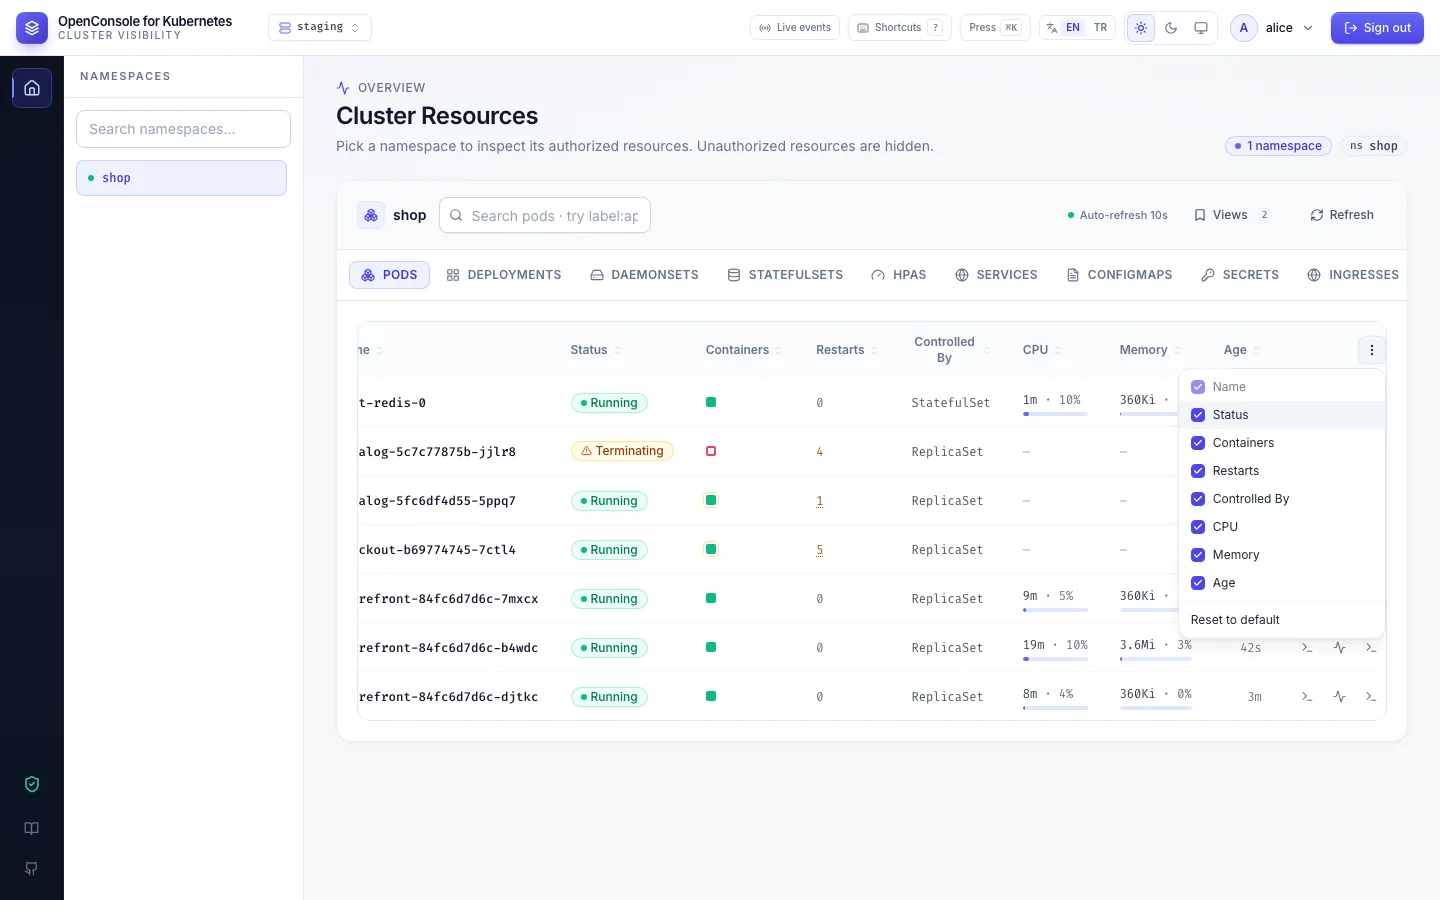 OpenConsole for Kubernetes
CLUSTER VISIBILITY
staging
Live events
Shortcuts ?
Press ⌘K
EN TR
A alice
Sign out
NAMESPACES
Search namespaces...
shop
OVERVIEW
Cluster Resources
Pick a namespace to inspect its authorized resources. Unauthorized resources are hidden.
1 namespace
ns shop
shop
Search pods · try label:ap
Auto-refresh 10s
Views 2
Refresh
PODS DEPLOYMENTS DAEMONSETS STATEFULSETS HPAS SERVICES CONFIGMAPS SECRETS INGRESSES
ne Status Containers Restarts Controlled By CPU Memory Age
t-redis-0 Running 0 StatefulSet 1m · 10% 360Ki ·
alog-5c7c77875b-jjlr8 Terminating 4 ReplicaSet — —
alog-5fc6df4d55-5ppq7 Running 1 ReplicaSet — —
ckout-b69774745-7ctl4 Running 5 ReplicaSet — —
refront-84fc6d7d6c-7mxcx Running 0 ReplicaSet 9m · 5% 360Ki ·
refront-84fc6d7d6c-b4wdc Running 0 ReplicaSet 19m · 10% 3.6Mi · 3% 42s
refront-84fc6d7d6c-djtkc Running 0 ReplicaSet 8m · 4% 360Ki · 0% 3m
Name
Status
Containers
Restarts
Controlled By
CPU
Memory
Age
Reset to default